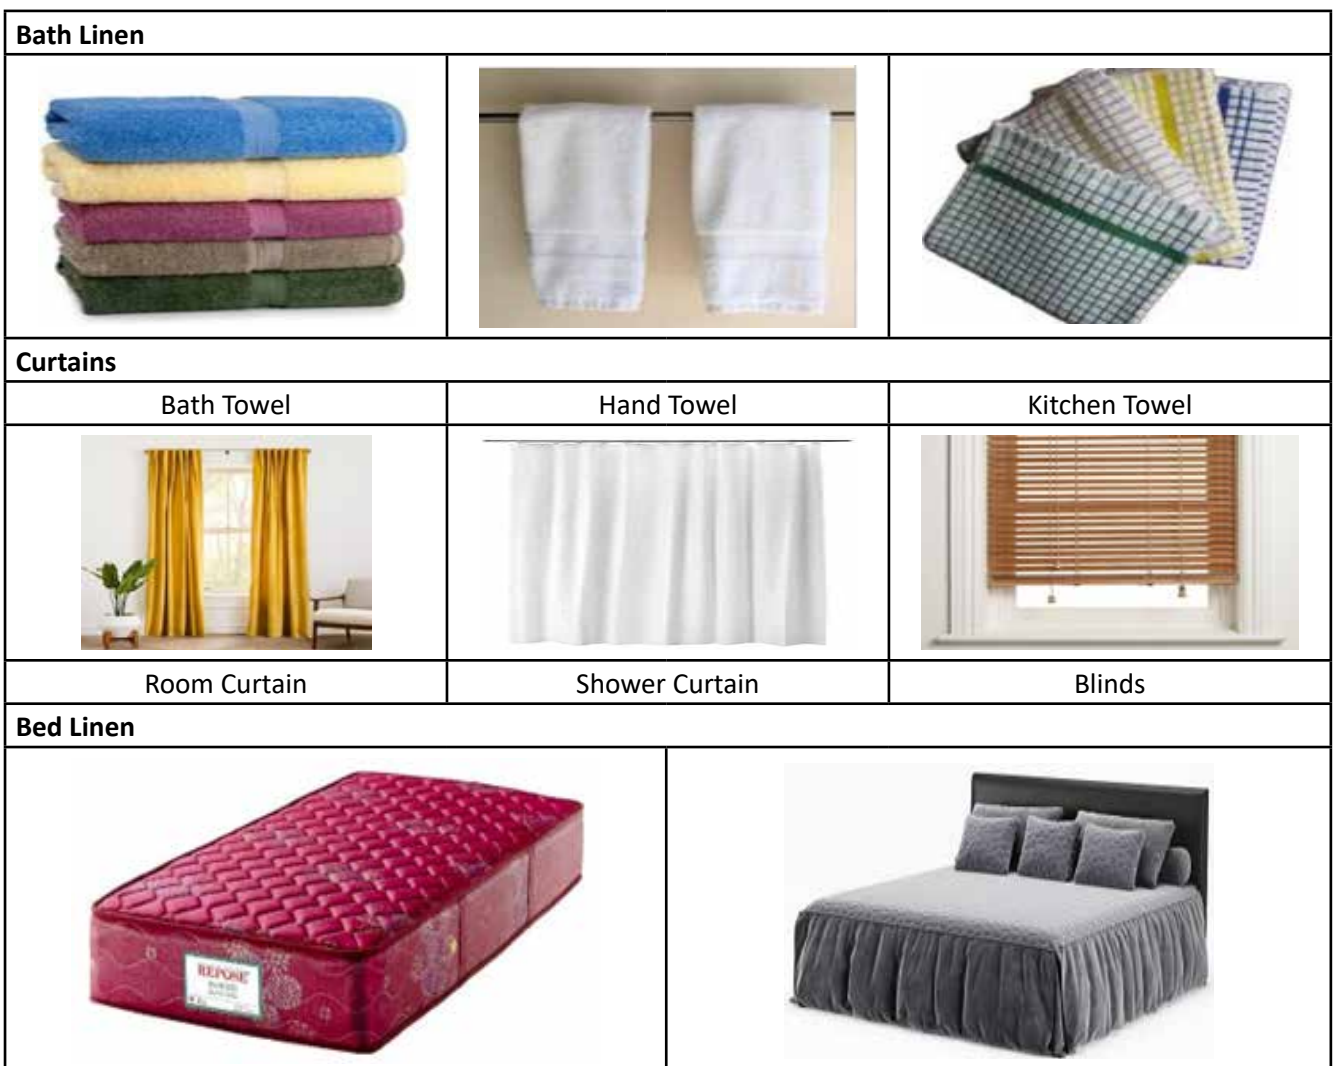 Bath Linen
Curtains
Bath Towel Hand Towel Kitchen Towel
Room Curtain Shower Curtain Blinds
Bed Linen
REPOSE